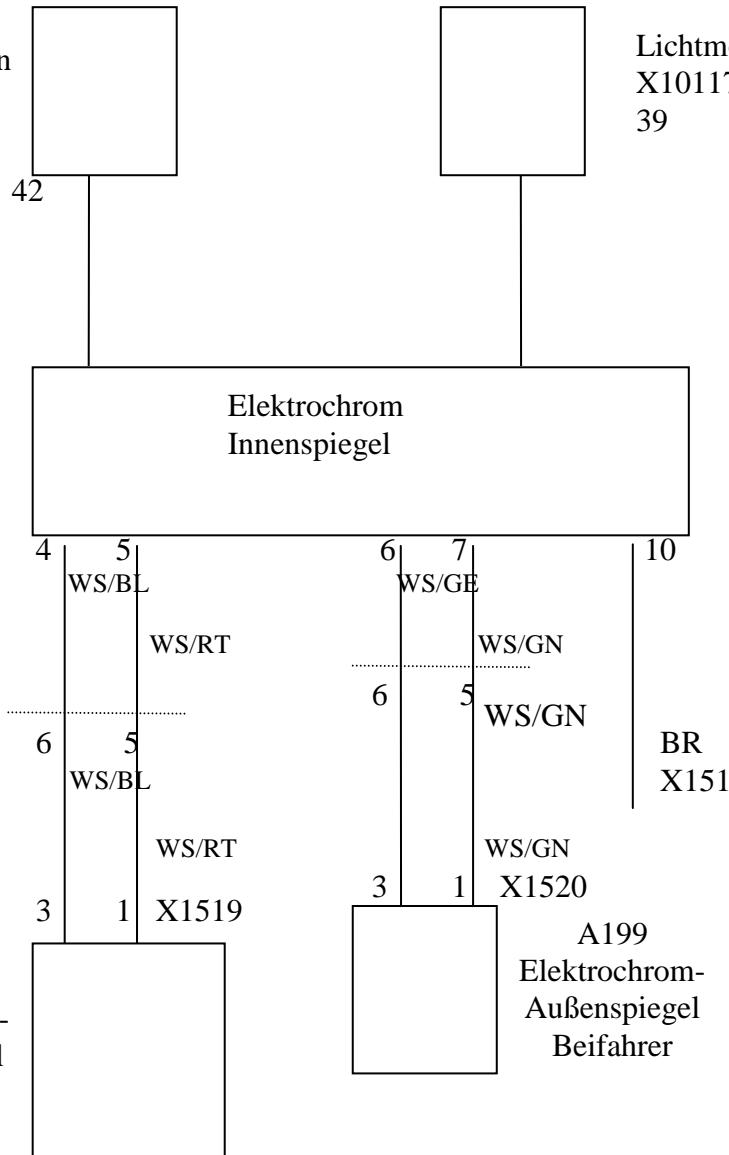 Lichtm
X10117
39
42
Elektrochrom
Innenspiegel
4 5 6 7 10
WS/BL WS/GE
WS/RT WS/GN
6 5
WS/GN
6 5
BR
WS/BL
X151
WS/RT WS/GN
3 1 X1520
3 1 X1519
A199
Elektrochrom-
Außenspiegel
Beifahrer